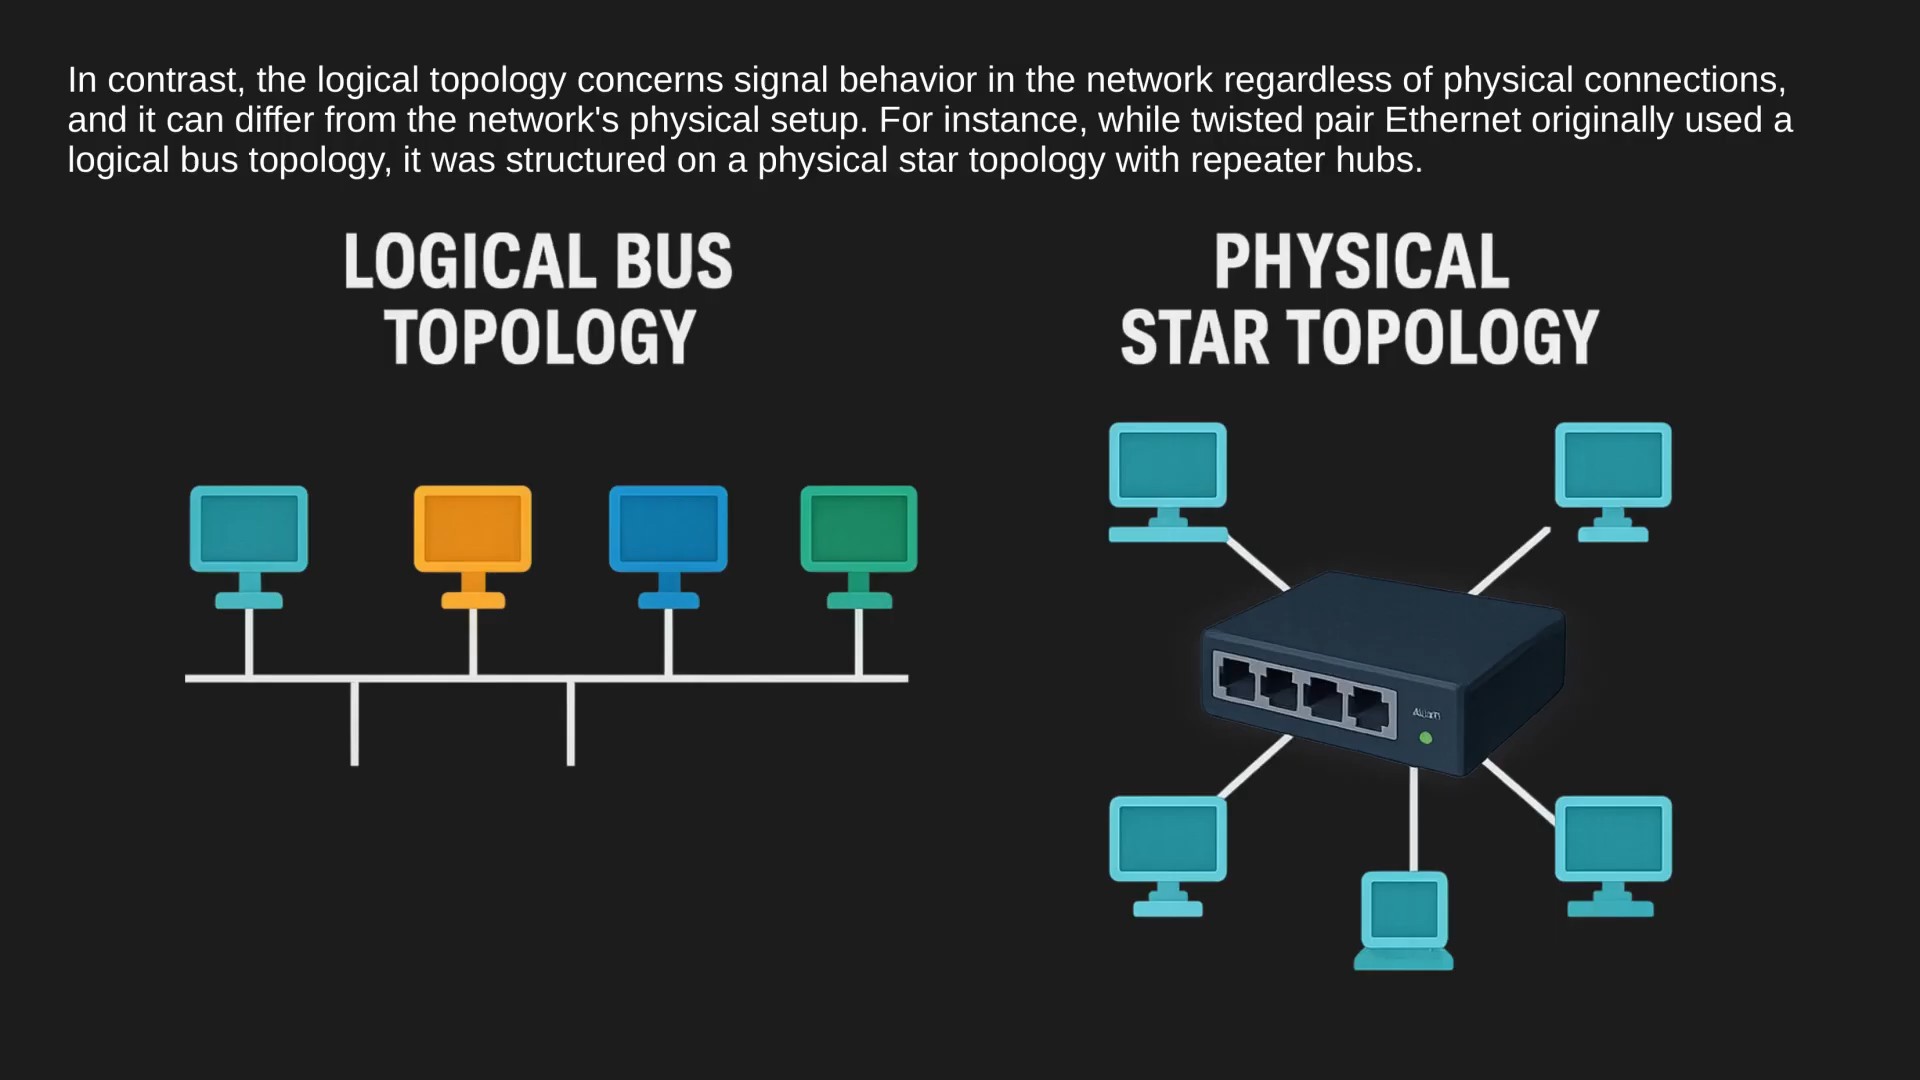 In contrast, the logical topology concerns signal behavior in the network regardless of physical connections,
and it can differ from the network's physical setup. For instance, while twisted pair Ethernet originally used a
logical bus topology, it was structured on a physical star topology with repeater hubs.
LOGICAL BUS
TOPOLOGY
PHYSICAL
STAR TOPOLOGY